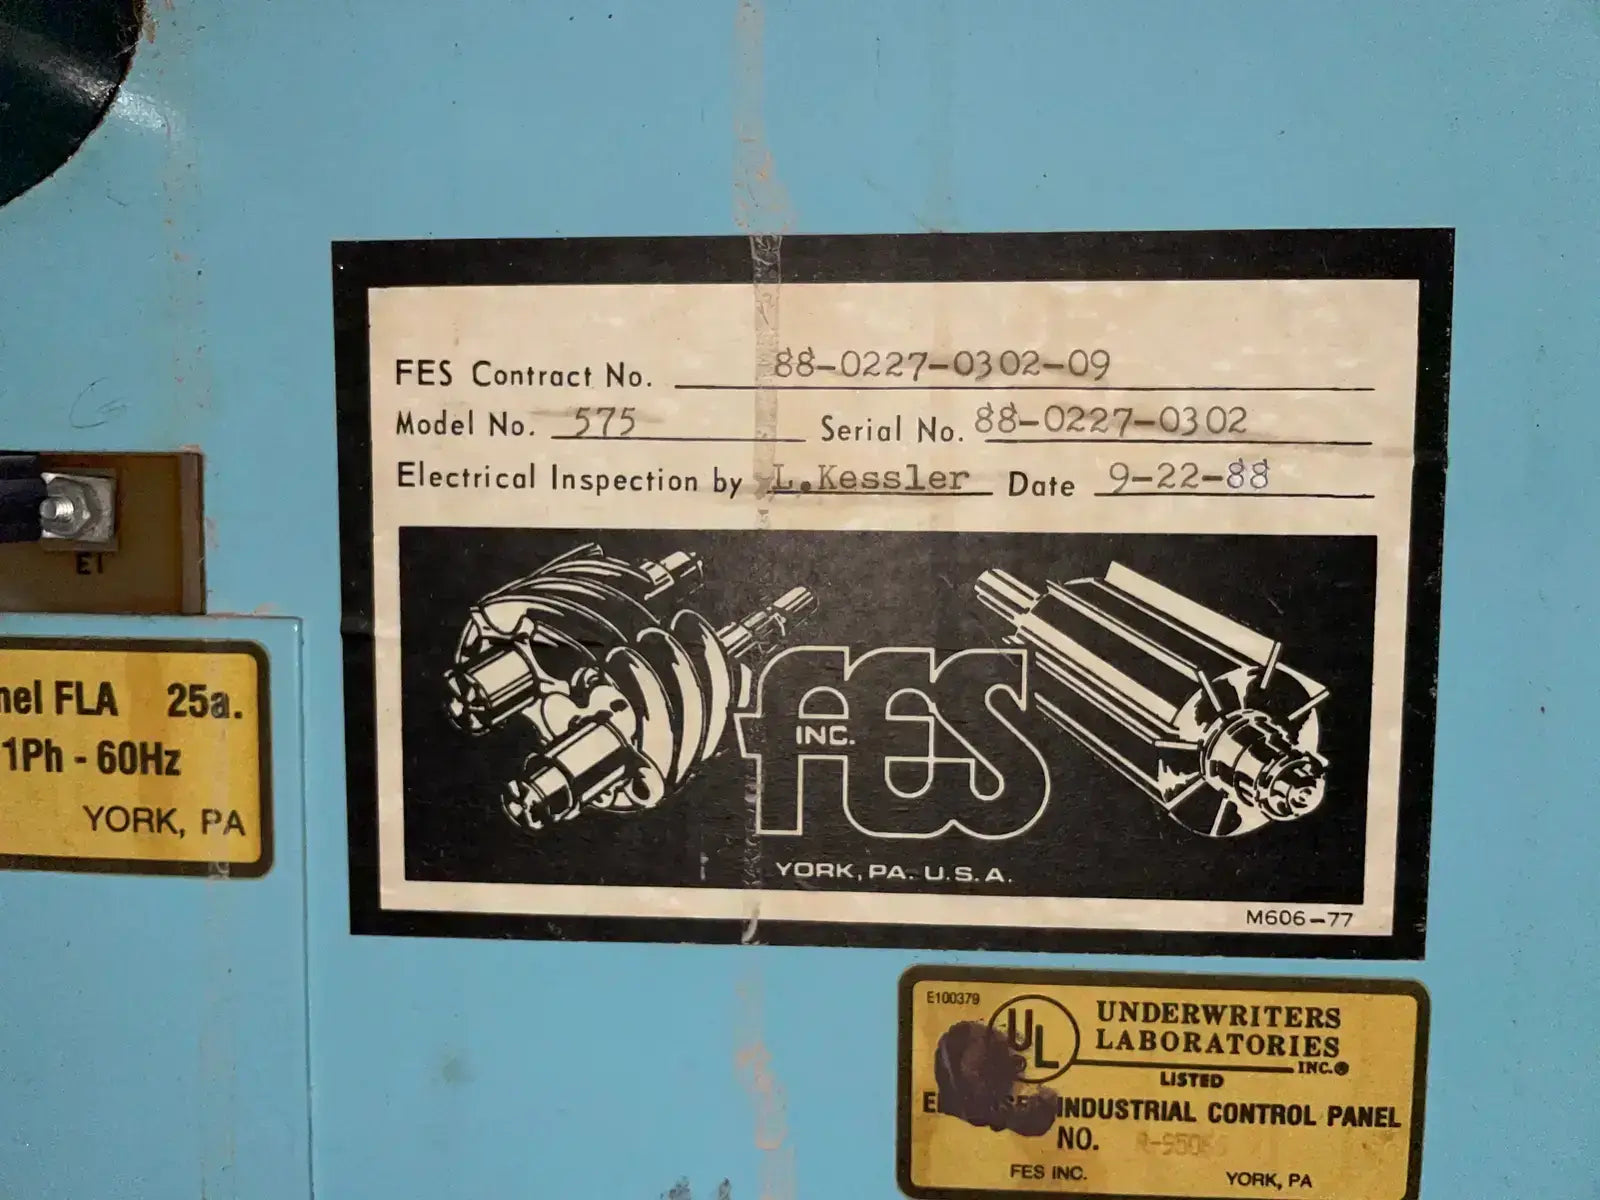 FES Contract No. 88-0227-0302-09
Model No. 575 Serial No. 88-0227-0302
Electrical Inspection by L.Kessler Date 9-22-88
E1
FLA 25a.
1Ph - 60Hz
YORK, PA
FES
INC.
YORK, PA. U.S.A.
M606-77
E100379
UL
UNDERWRITERS
LABORATORIES
INC.®
LISTED
INDUSTRIAL CONTROL PANEL
NO.
FES INC. YORK, PA